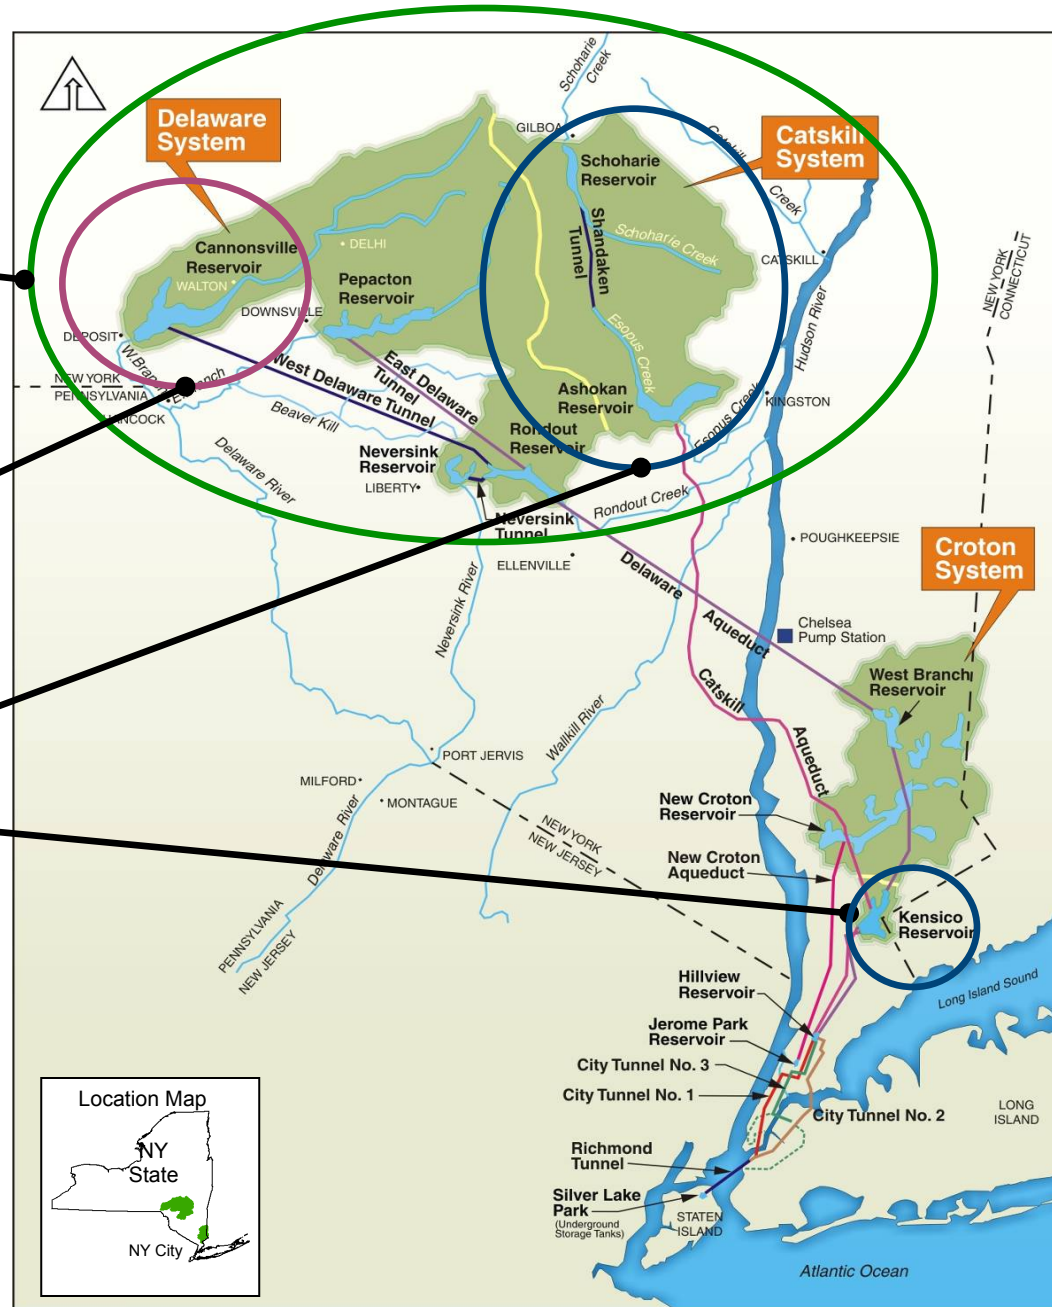 Schoharie
Creek
Delaware
System
GILBOA
Catskill
System
Catskill
Creek
Schoharie
Reservoir
Shandaken
Tunnel
Schoharie Creek
CATSKILL
Cannonsville
Reservoir
DELHI
WALTON
Pepacton
Reservoir
DOWNSVILLE
DEPOSIT
NEW YORK
CONNECTICUT
Hudson River
Esopus Creek
NEW YORK
PENNSYLVANIA
HANCOCK
W. Branch
E. Branch
West Delaware Tunnel
East Delaware
Tunnel
Beaver Kill
Ashokan
Reservoir
Esopus Creek
KINGSTON
Rondout
Reservoir
Neversink
Reservoir
LIBERTY
Delaware River
Rondout Creek
Neversink
Tunnel
ELLENVILLE
POUGHKEEPSIE
Croton
System
Delaware
Aqueduct
Chelsea
Pump Station
Neversink River
West Branch
Reservoir
Catskill
Aqueduct
Wallkill River
PORT JERVIS
MILFORD
MONTAGUE
Delaware River
New Croton
Reservoir
NEW YORK
NEW JERSEY
New Croton
Aqueduct
PENNSYLVANIA
NEW JERSEY
Kensico
Reservoir
Hillview
Reservoir
Long Island Sound
Jerome Park
Reservoir
City Tunnel No. 3
City Tunnel No. 1
City Tunnel No. 2
LONG
ISLAND
Richmond
Tunnel
Silver Lake
Park
(Underground
Storage Tanks)
STATEN
ISLAND
Atlantic Ocean
Location Map
NY
State
NY City